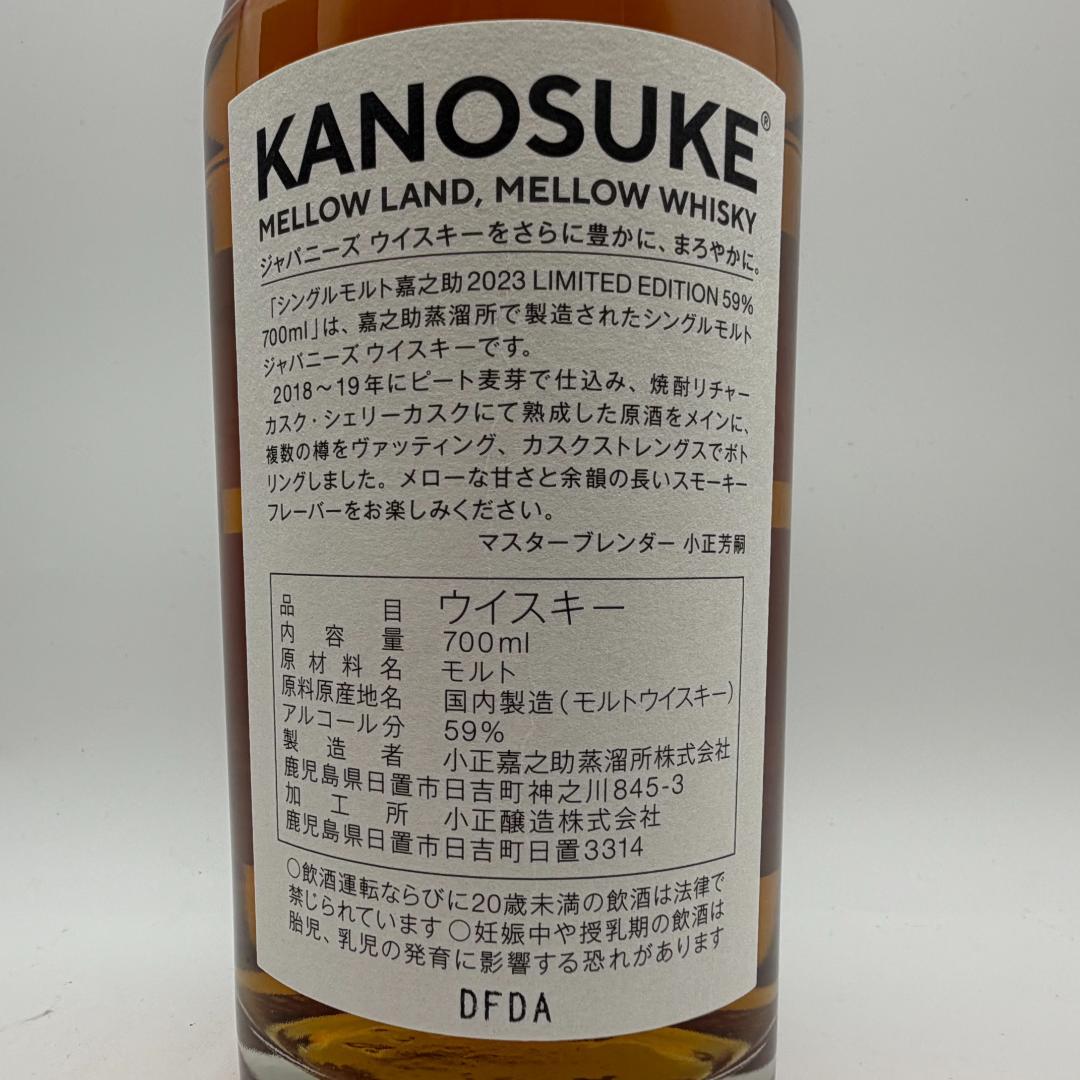 KANOSUKE®
MELLOW LAND, MELLOW WHISKY
ジャパニーズ ウイスキーをさらに豊かに、まろやかに。
「シングルモルト嘉之助2023 LIMITED EDITION 59%
700ml」は、嘉之助蒸溜所で製造されたシングルモルト
ジャパニーズ ウイスキーです。
2018～19年にピート麦芽で仕込み、焼酎リチャー
カスク・シェリーカスクにて熟成した原酒をメインに、
複数の樽をヴァッティング、カスクストレングスでボト
リングしました。メローな甘さと余韻の長いスモーキー
フレーバーをお楽しみください。
マスターブレンダー 小正芳嗣
品目 ウイスキー
内容量 700ml
原材料名 モルト
原料原産地名 国内製造(モルトウイスキー)
アルコール分 59%
製造者 小正嘉之助蒸溜所株式会社
鹿児島県日置市日吉町神之川845-3
加工所 小正醸造株式会社
鹿児島県日置市日吉町日置3314
○飲酒運転ならびに20歳未満の飲酒は法律で
禁じられています ○妊娠中や授乳期の飲酒は
胎児、乳児の発育に影響する恐れがあります
DFDA